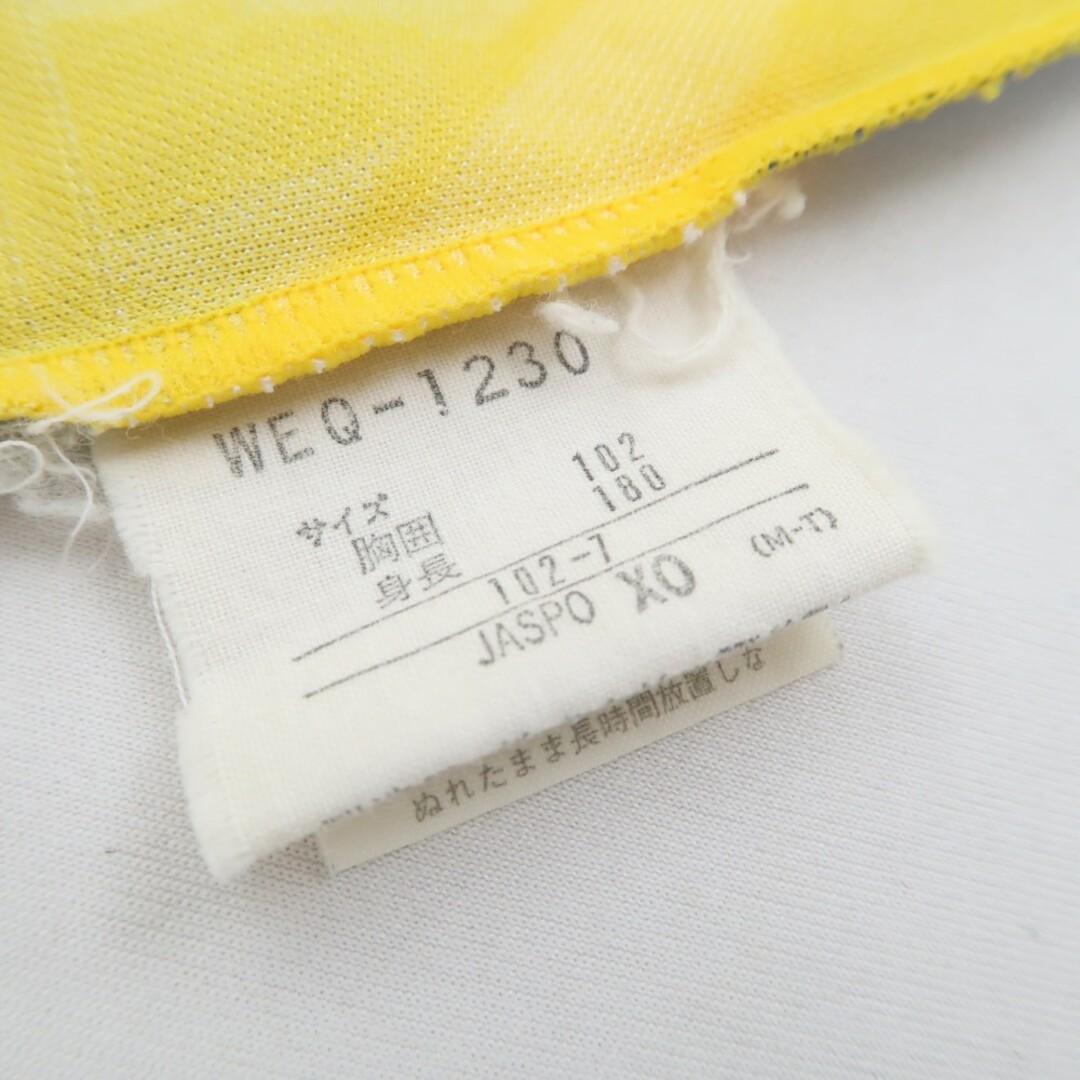 WEQ-1230
サイズ
胸囲 102
身長 180
102-7
JASPO XO (M-T)
ぬれたまま長時間放置しな